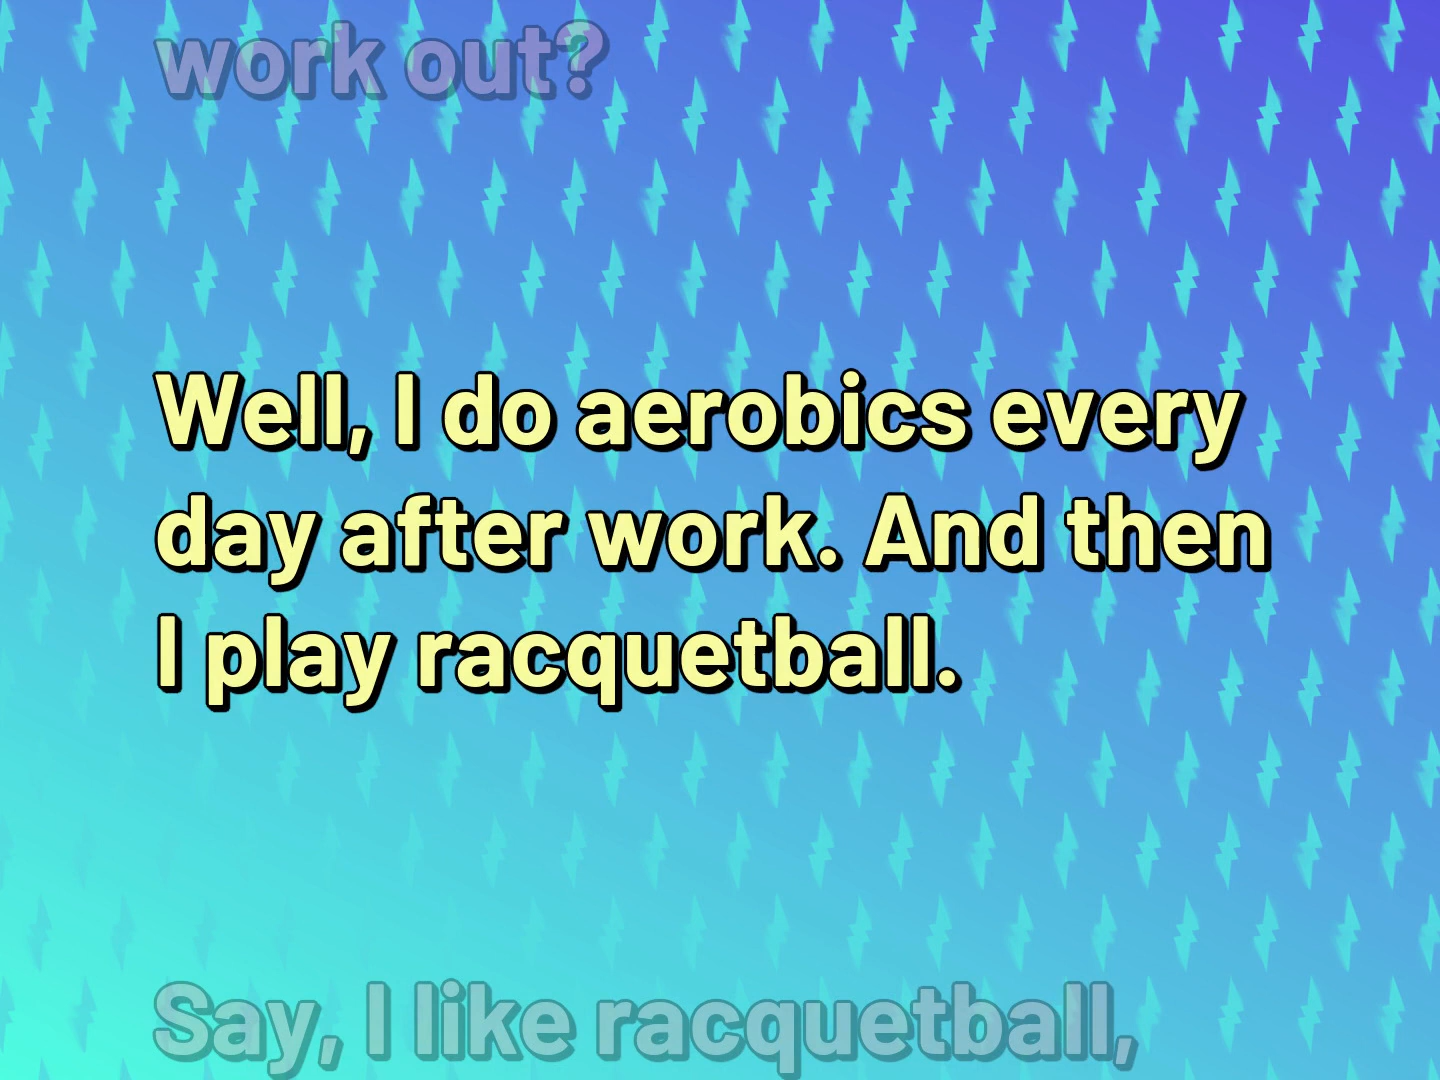 work out?
Well, I do aerobics every
day after work. And then
I play racquetball.
Say, I like racquetball,